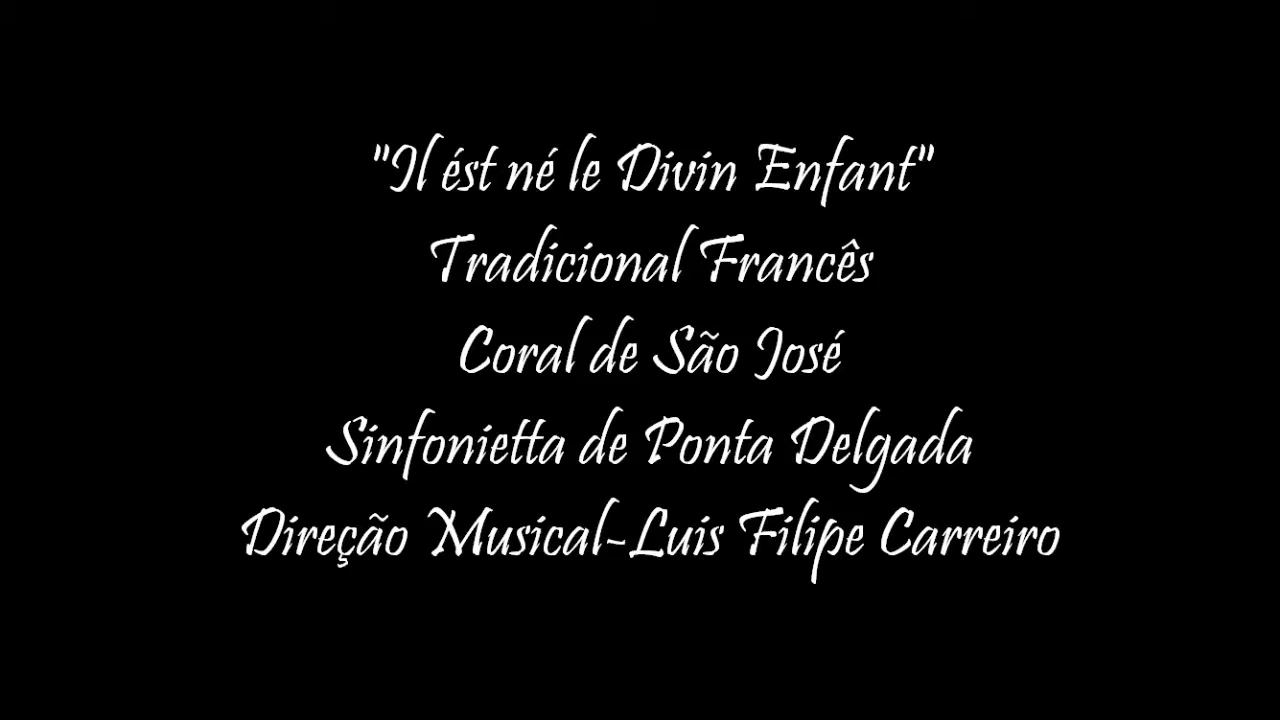 "Il ést né le Divin Enfant"
Tradicional Francês
Coral de São José
Sinfonietta de Ponta Delgada
Direção Musical-Luis Filipe Carreiro